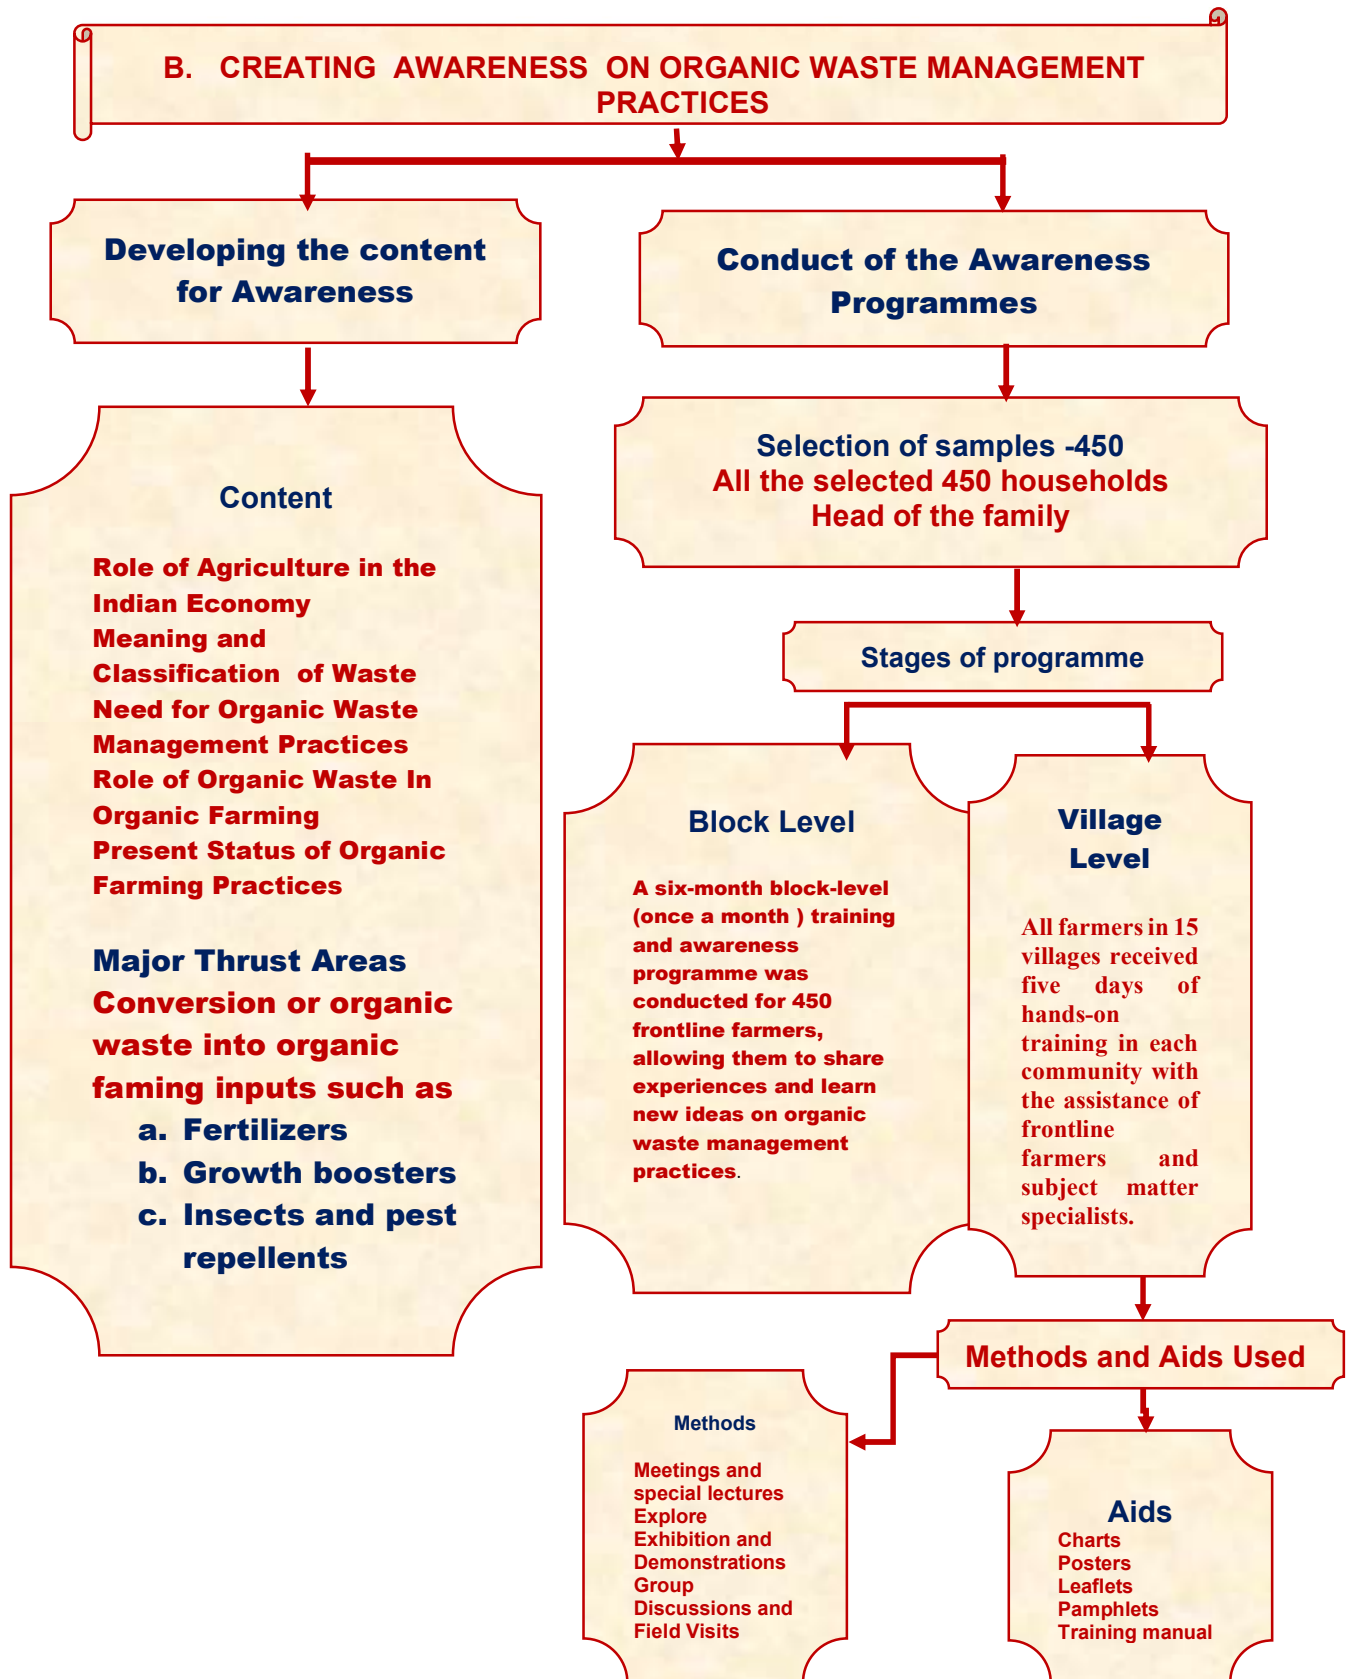 B. CREATING AWARENESS ON ORGANIC WASTE MANAGEMENT
PRACTICES
Developing the content
for Awareness
Conduct of the Awareness
Programmes
Content
Role of Agriculture in the
Indian Economy
Meaning and
Classification of Waste
Need for Organic Waste
Management Practices
Role of Organic Waste In
Organic Farming
Present Status of Organic
Farming Practices
Major Thrust Areas
Conversion or organic
waste into organic
faming inputs such as
a. Fertilizers
b. Growth boosters
c. Insects and pest
repellents
Selection of samples -450
All the selected 450 households
Head of the family
Stages of programme
Block Level
A six-month block-level
(once a month ) training
and awareness
programme was
conducted for 450
frontline farmers,
allowing them to share
experiences and learn
new ideas on organic
waste management
practices.
Village
Level
All farmers in 15
villages received
five days of
hands-on
training in each
community with
the assistance of
frontline
farmers and
subject matter
specialists.
Methods and Aids Used
Methods
Meetings and
special lectures
Explore
Exhibition and
Demonstrations
Group
Discussions and
Field Visits
Aids
Charts
Posters
Leaflets
Pamphlets
Training manual